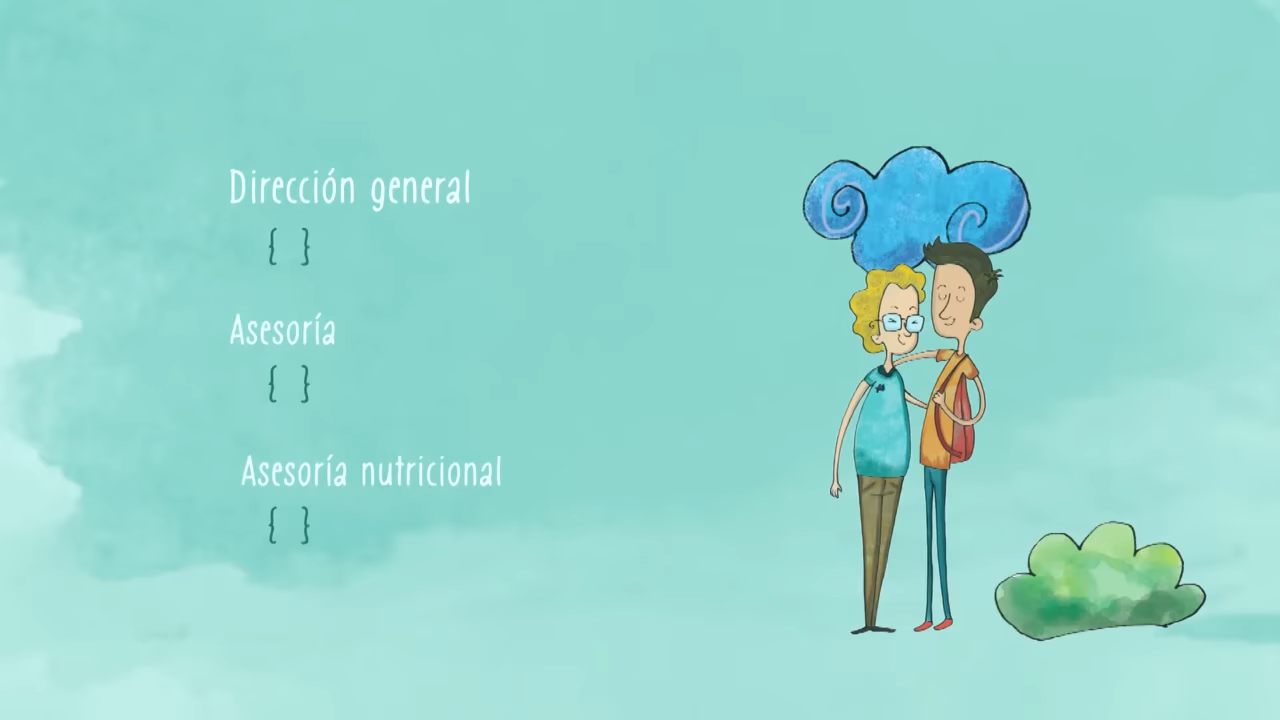 Dirección general
{ }
Asesoría
{ }
Asesoría nutricional
{ }